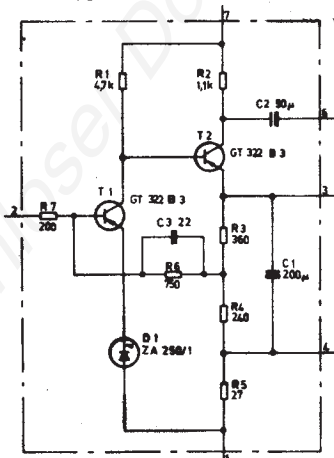 7
R1
4,7k
R2
1,1k
C2 50µ
6
T2
GT 322 B 3
T1
GT 322 B 3
3
2
R7
200
C3 22
R3
360
R6
750
C1
200µ
R4
240
D1
ZA 250/1
4
R5
27